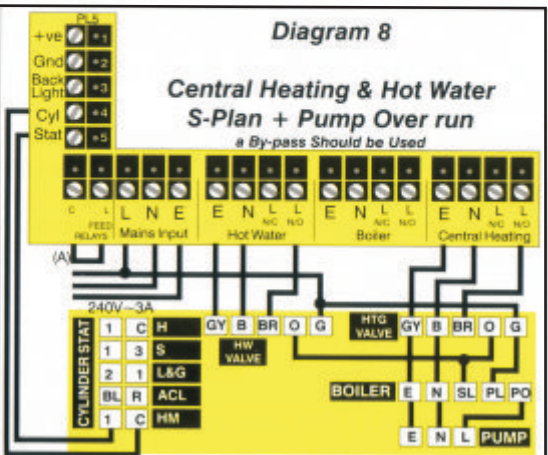 Diagram 8
Central Heating & Hot Water
S-Plan + Pump Over run
a By-pass Should be Used
PL5
+ve *1
Gnd *2
Back Light *3
Cyl *4
Stat *5
C L L N E E N L N/C L N/O E N L N/C L N/O E N L N/C L N/O
FEED RELAYS Mains Input Hot Water Boiler Central Heating
(A)
240V~3A
CYLINDER STAT
1 C H
1 3 S
2 1 L&G
BL R ACL
1 C HM
GY B BR O G
HW VALVE
HTG VALVE GY B BR O G
BOILER E N SL PL PO
E N L PUMP